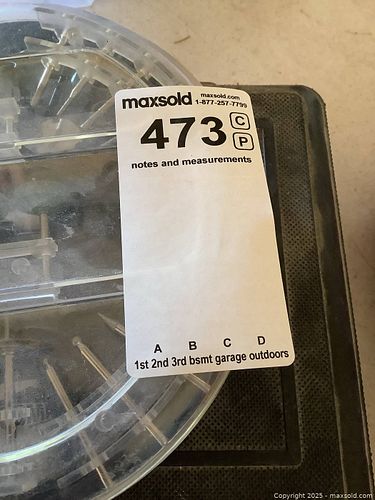 maxsold maxsold.com
1-877-257-7799
473 C
P
notes and measurements
A B C D
1st 2nd 3rd bsmt garage outdoors
Copyright 2025 - maxsold.com